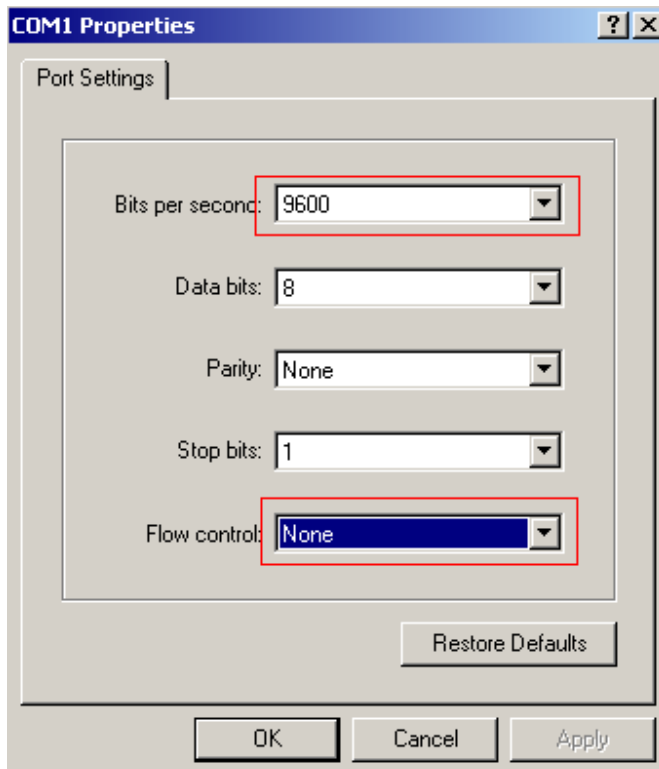 COM1 Properties
Port Settings
Bits per second: 9600
Data bits: 8
Parity: None
Stop bits: 1
Flow control: None
Restore Defaults
OK Cancel Apply